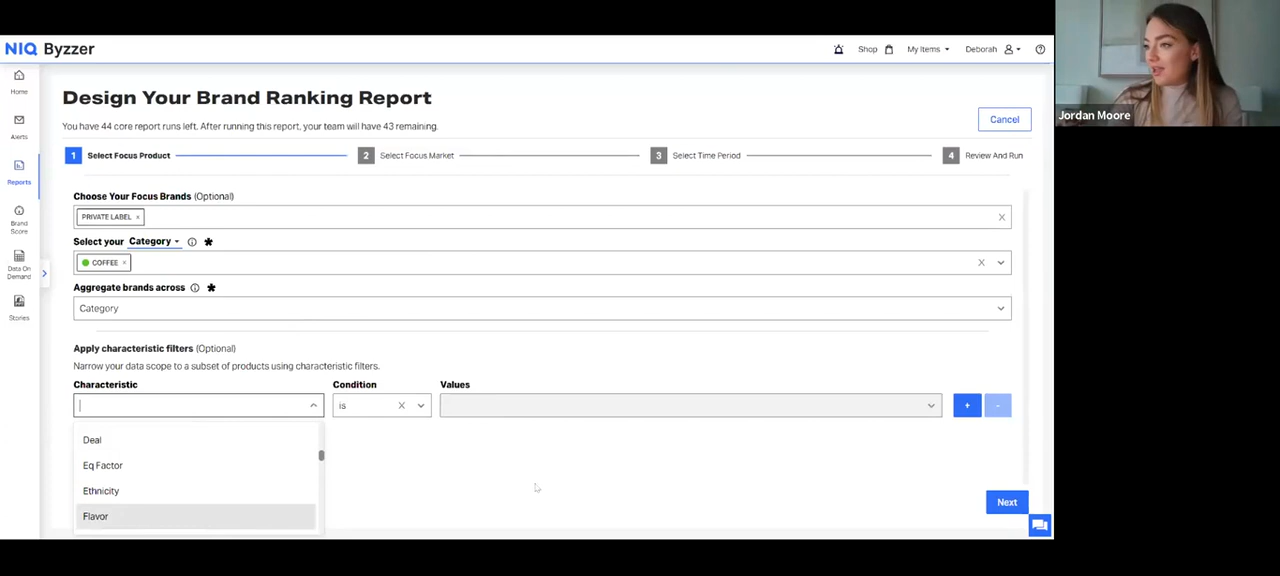 NIQ Byzzer
Shop
My Items
Deborah
Home
Alerts
Reports
Brand Score
Data On Demand
Stories
Design Your Brand Ranking Report
You have 44 core report runs left. After running this report, your team will have 43 remaining.
Cancel
1 Select Focus Product
2 Select Focus Market
3 Select Time Period
4 Review And Run
Choose Your Focus Brands (Optional)
PRIVATE LABEL ×
Select your Category *
COFFEE ×
Aggregate brands across *
Category
Apply characteristic filters (Optional)
Narrow your data scope to a subset of products using characteristic filters.
Characteristic Condition Values
is
+ -
Deal
Eq Factor
Ethnicity
Flavor
Next
Jordan Moore